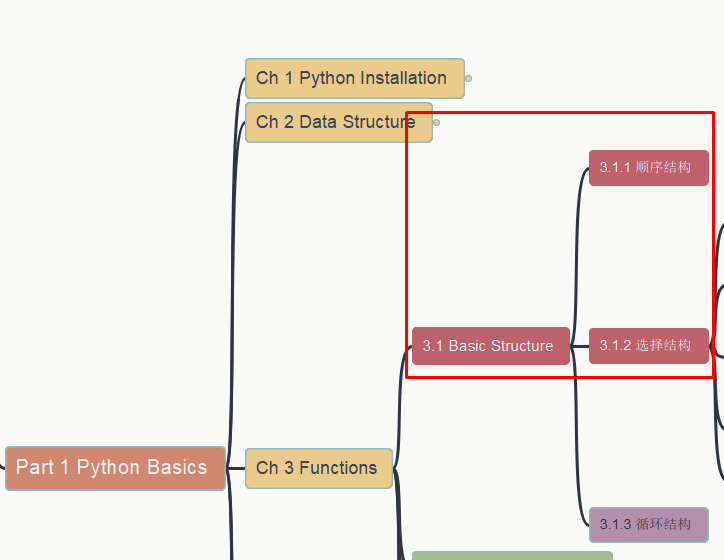 Ch 1 Python Installation
Ch 2 Data Structure
3.1.1 顺序结构
3.1 Basic Structure
3.1.2 选择结构
Part 1 Python Basics
Ch 3 Functions
3.1.3 循环结构